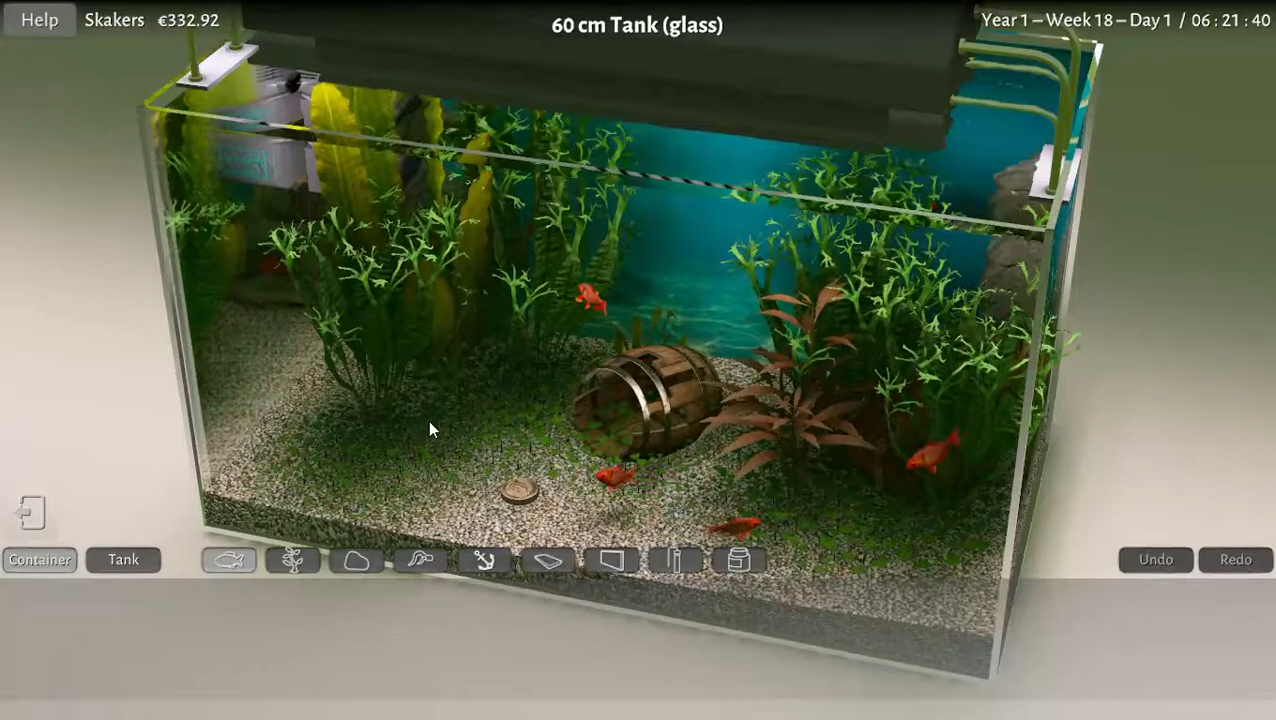 Help
Skakers
€332.92
60 cm Tank (glass)
Year 1 – Week 18 – Day 1 / 06 : 21 : 40
Container
Tank
Undo
Redo